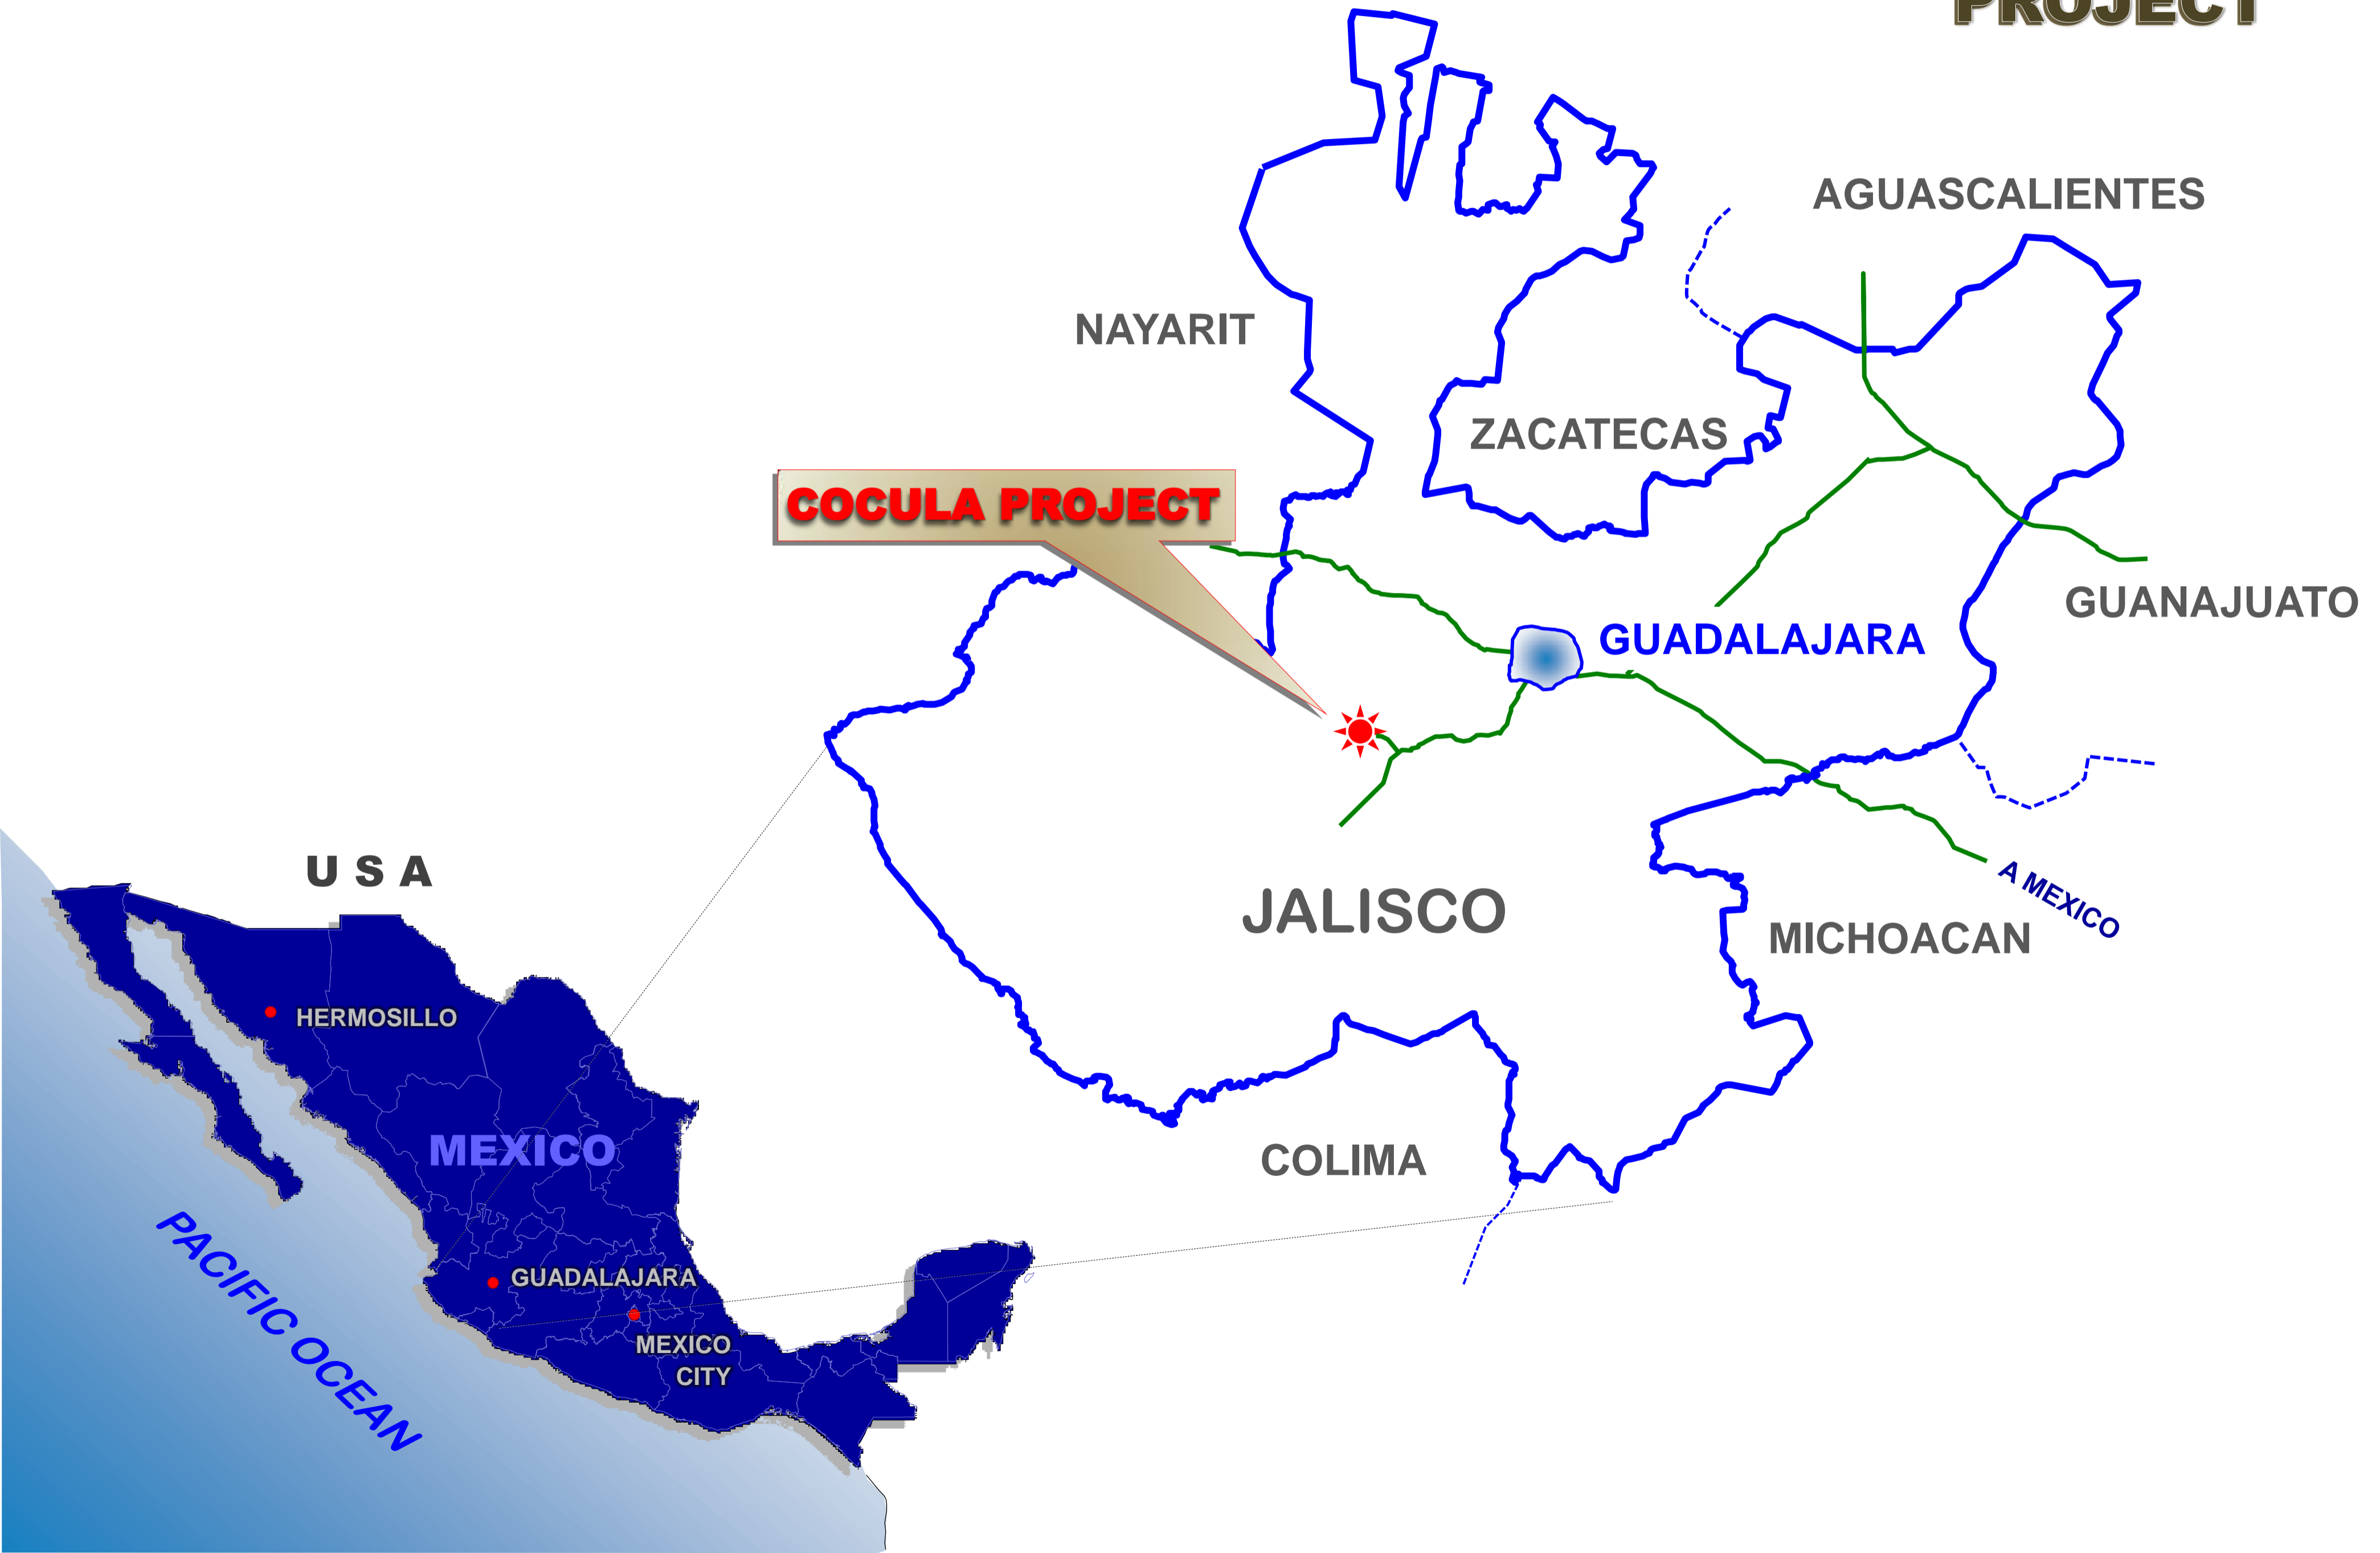 PROJECT
AGUASCALIENTES
NAYARIT
ZACATECAS
COCULA PROJECT
GUANAJUATO
GUADALAJARA
USA
A MEXICO
JALISCO
MICHOACAN
HERMOSILLO
MEXICO
COLIMA
PACIFIC OCEAN
GUADALAJARA
MEXICO
CITY